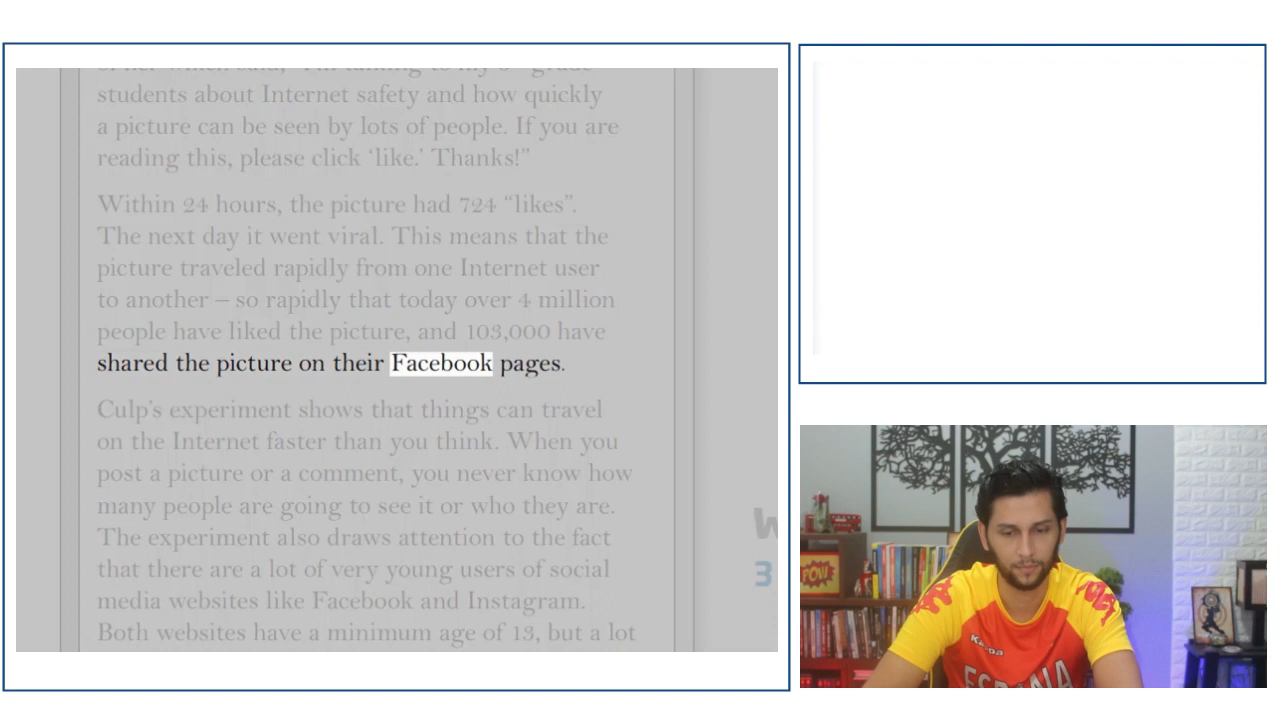 students about Internet safety and how quickly
a picture can be seen by lots of people. If you are
reading this, please click ‘like.’ Thanks!”
Within 24 hours, the picture had 724 “likes”.
The next day it went viral. This means that the
picture traveled rapidly from one Internet user
to another – so rapidly that today over 4 million
people have liked the picture, and 103,000 have
shared the picture on their Facebook pages.
Culp’s experiment shows that things can travel
on the Internet faster than you think. When you
post a picture or a comment, you never know how
many people are going to see it or who they are.
The experiment also draws attention to the fact
that there are a lot of very young users of social
media websites like Facebook and Instagram.
Both websites have a minimum age of 13, but a lot
3
POW!